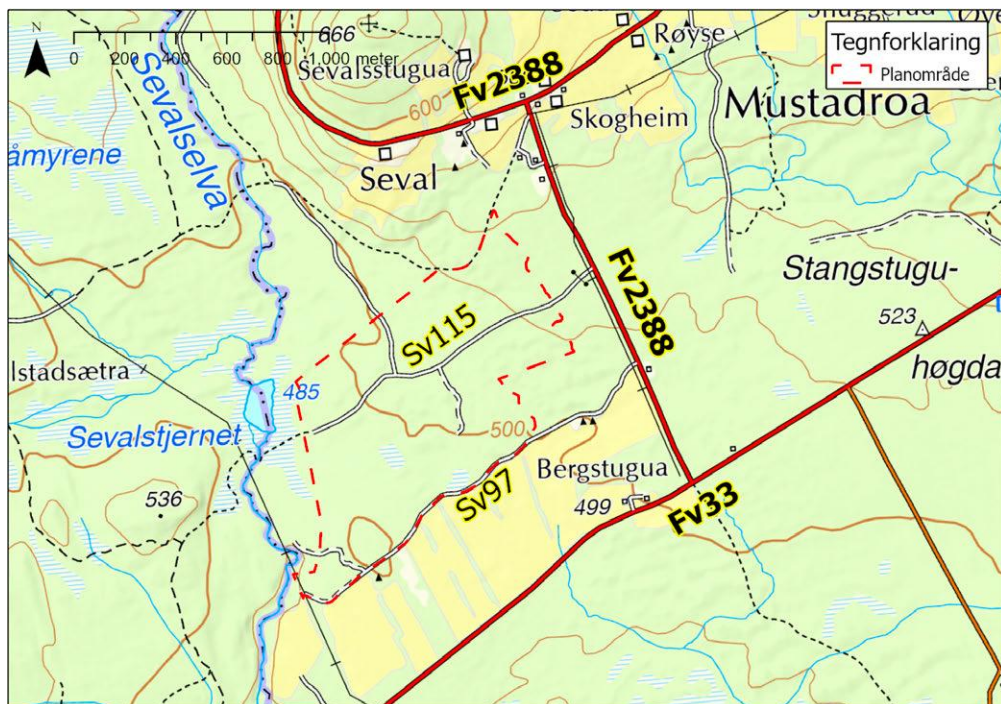 N
0 200 400 600 800 1.000 meter
666
Sevalsstugua
Fv2388
600
Røyse
Tegnforklaring
Planområde
Mustadroa
Skogheim
Seval
Sevalselva
åmyrene
Fv2388
Stangstugu-
523
høgda
Sv115
lstadsætra
485
Sevalstjernet
500
536
Sv97
Bergstugua
499
Fv33